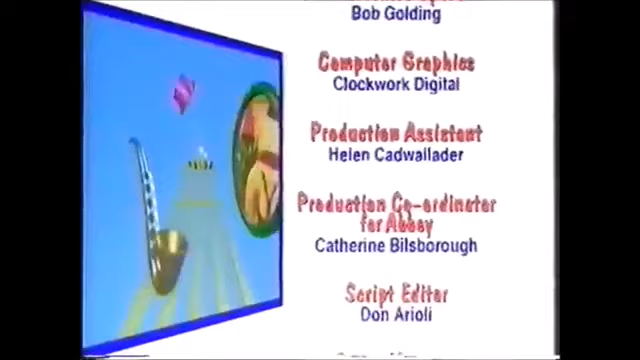 Bob Golding
Computer Graphics
Clockwork Digital
Production Assistant
Helen Cadwallader
Production Co-ordinator
for Abbey
Catherine Bilsborough
Script Editor
Don Arioli